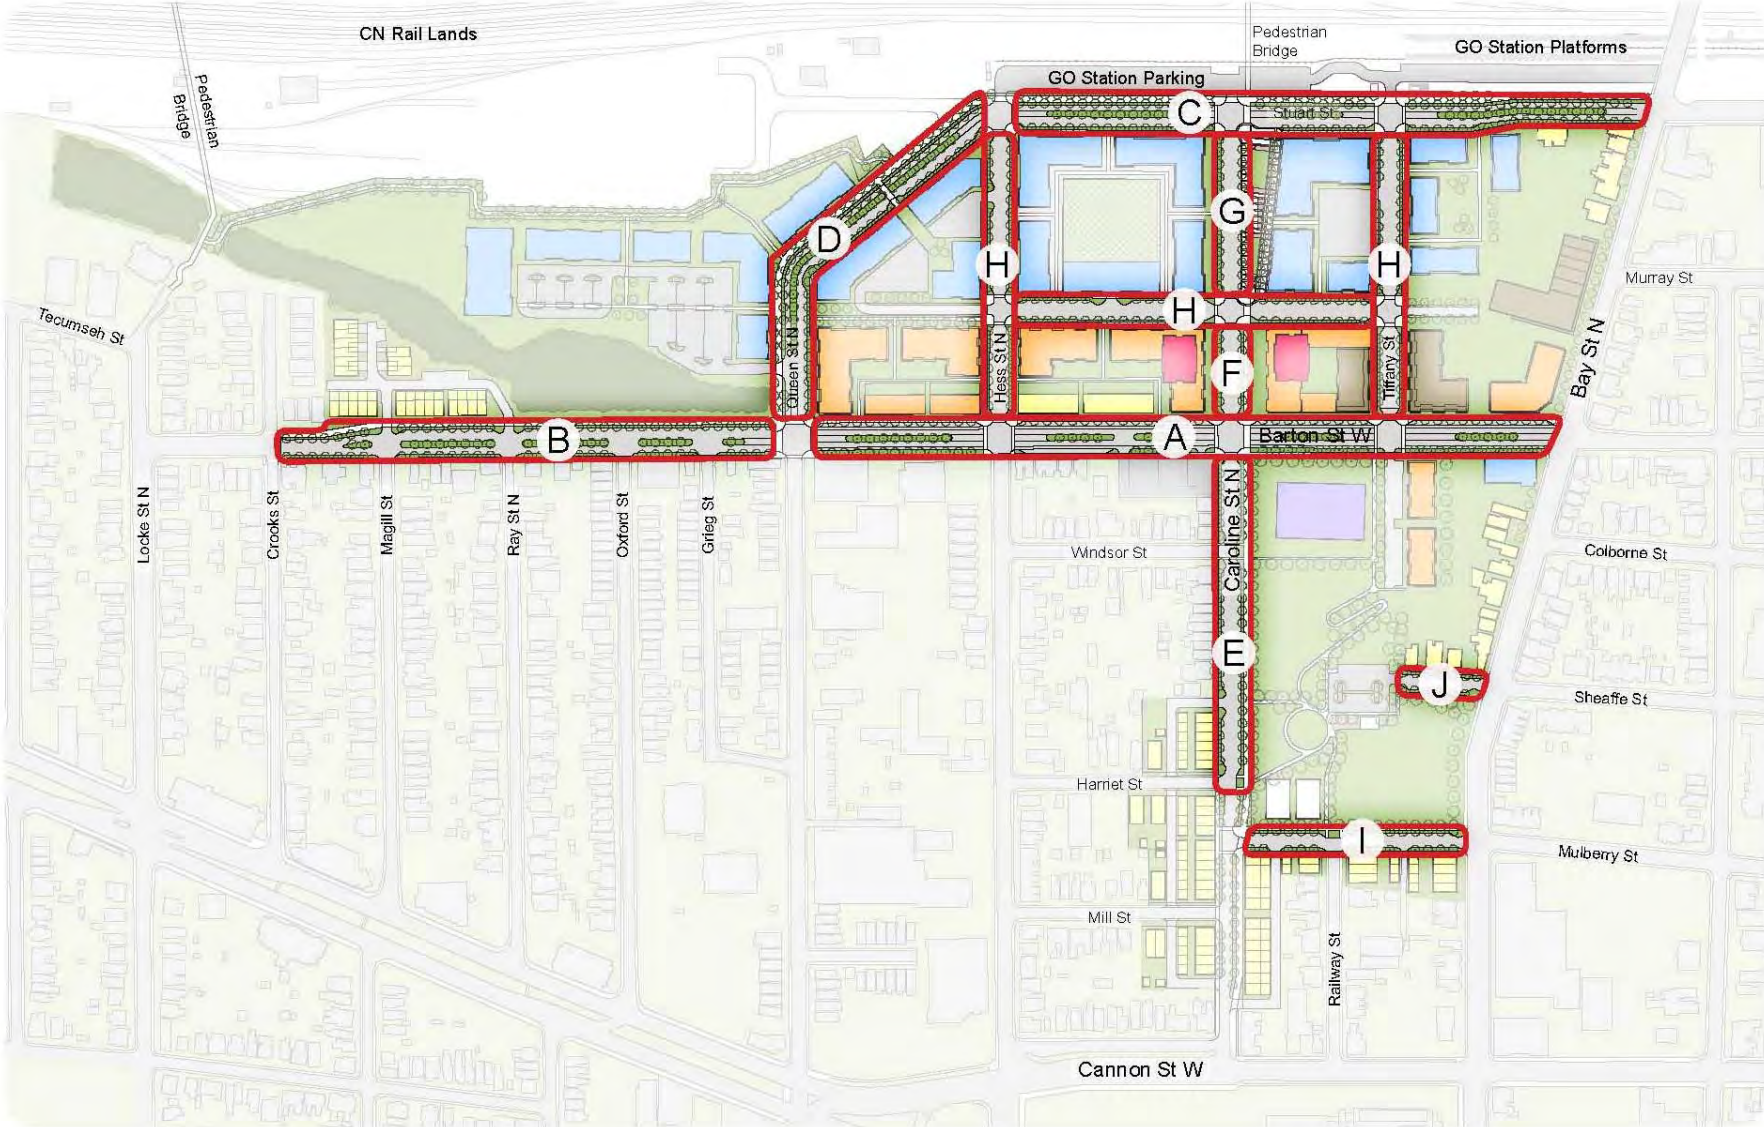 CN Rail Lands
Pedestrian
Bridge
GO Station Platforms
GO Station Parking
Pedestrian
Bridge
C
Stuart St
G
D
H
H
Murray St
H
Tecumseh St
Queen St N
Hess St N
F
Tiffany St
Bay St N
B
A
Barton St W
Locke St N
Crooks St
Magill St
Ray St N
Oxford St
Grieg St
Windsor St
Caroline St N
Colborne St
E
J
Sheaffe St
Harriet St
I
Mulberry St
Mill St
Railway St
Cannon St W